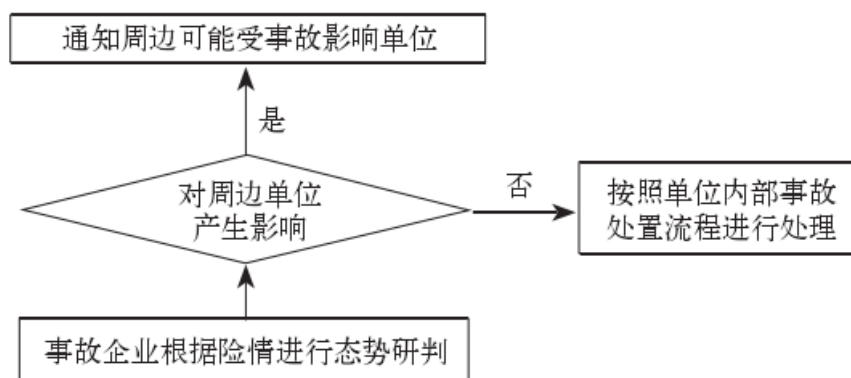 通知周边可能受事故影响单位
是
对周边单位
产生影响
否
按照单位内部事故
处置流程进行处理
事故企业根据险情进行态势研判